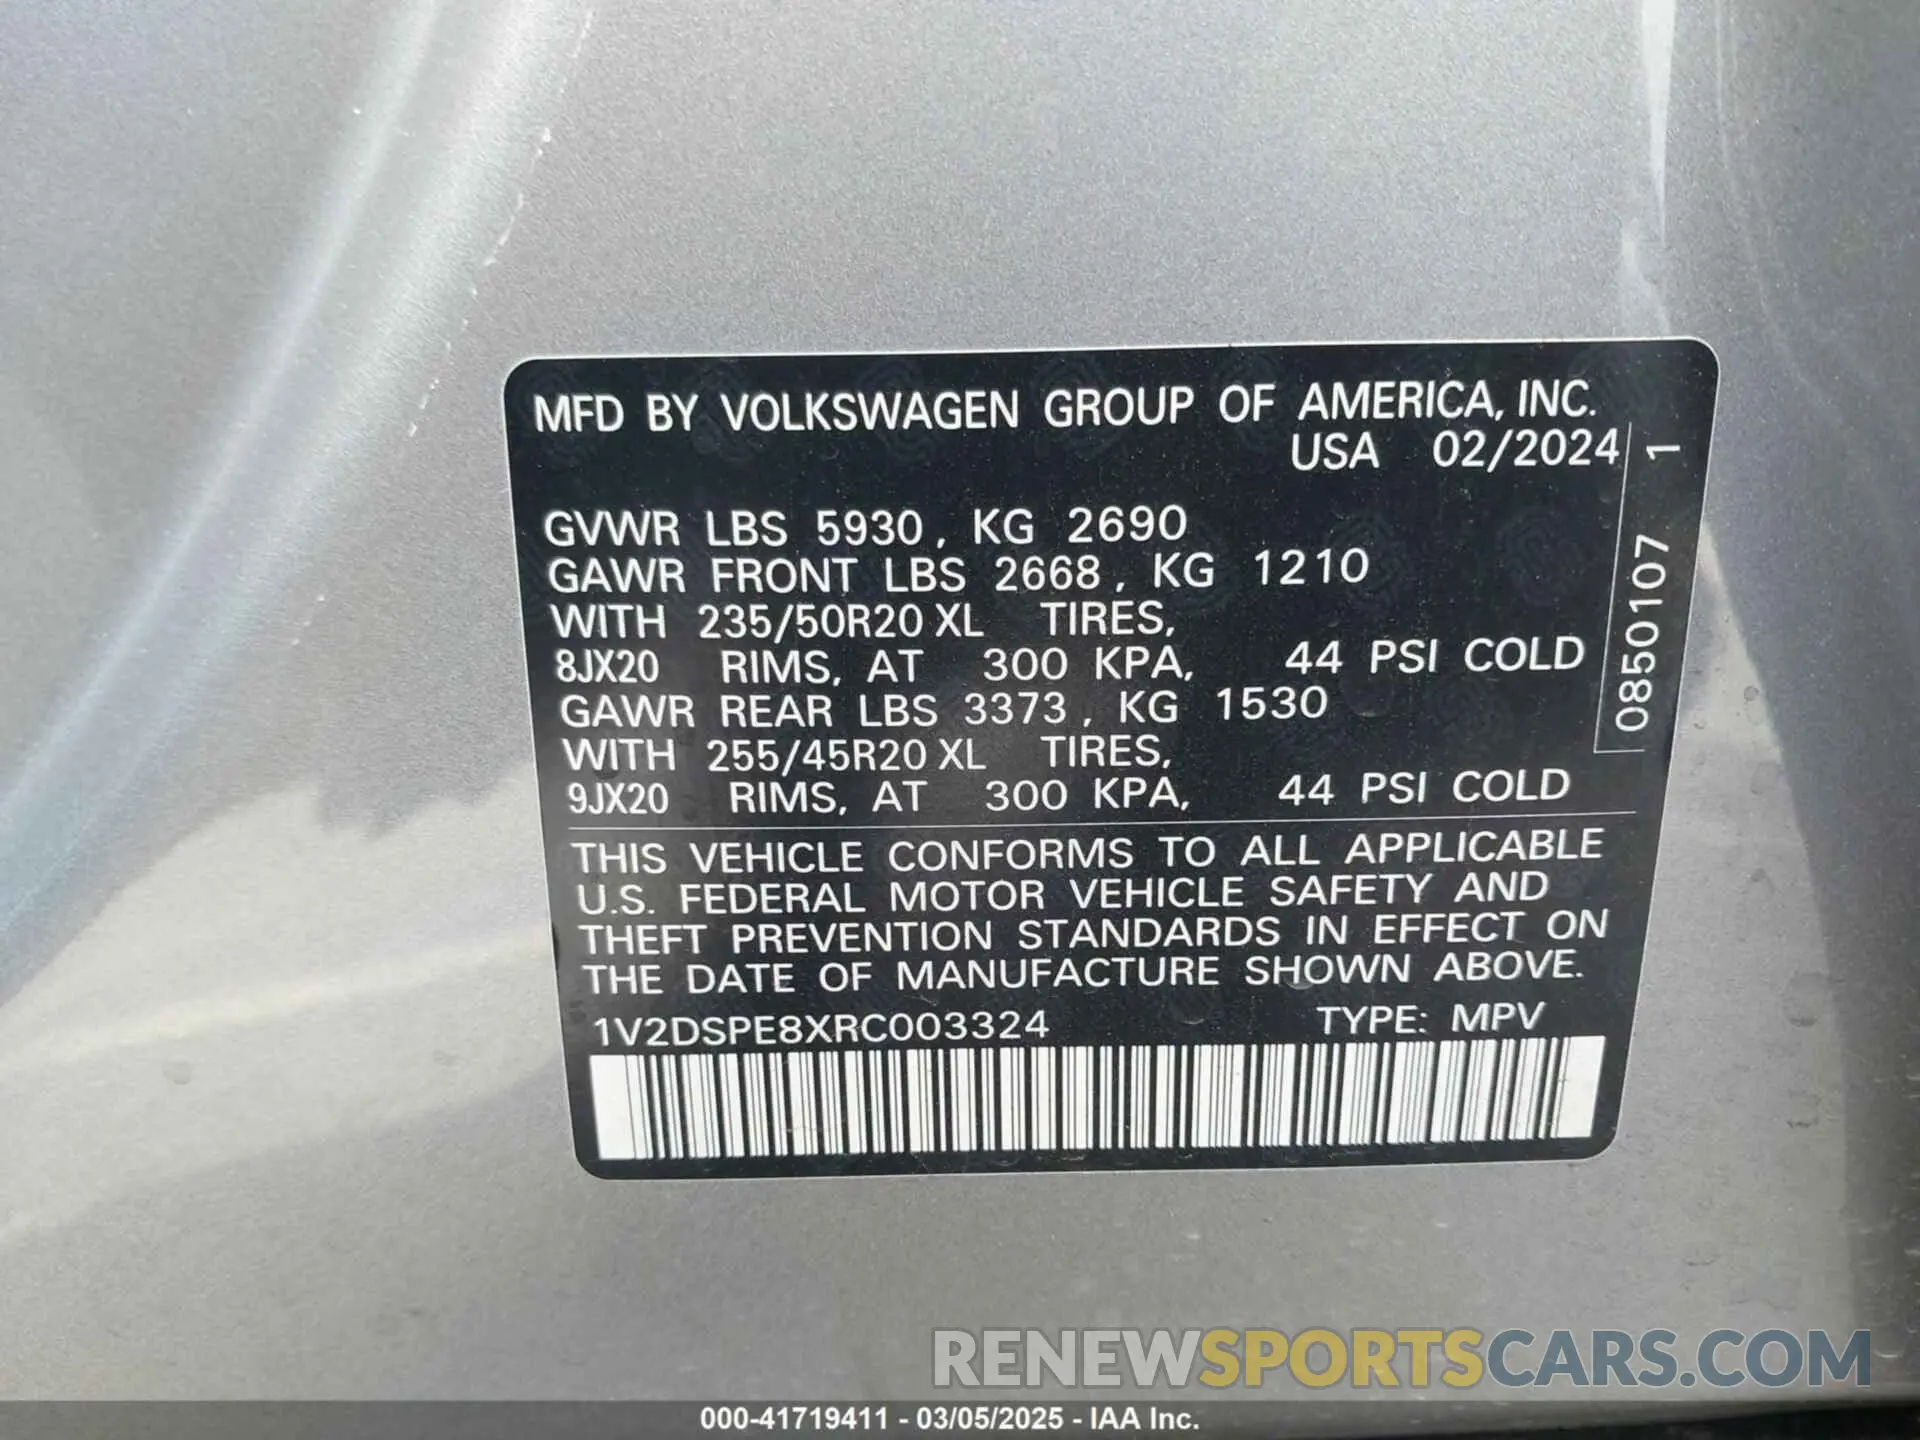 MFD BY VOLKSWAGEN GROUP OF AMERICA, INC.
USA 02/2024
GVWR LBS 5930, KG 2690
GAWR FRONT LBS 2668, KG 1210
WITH 235/50R20 XL TIRES,
8JX20 RIMS, AT 300 KPA, 44 PSI COLD
GAWR REAR LBS 3373, KG 1530
WITH 255/45R20 XL TIRES,
9JX20 RIMS, AT 300 KPA, 44 PSI COLD
0850107 1
THIS VEHICLE CONFORMS TO ALL APPLICABLE
U.S. FEDERAL MOTOR VEHICLE SAFETY AND
THEFT PREVENTION STANDARDS IN EFFECT ON
THE DATE OF MANUFACTURE SHOWN ABOVE.
1V2DSPE8XRC003324 TYPE: MPV
RENEWSPORTSCARS.COM
000-41719411 - 03/05/2025 - IAA Inc.